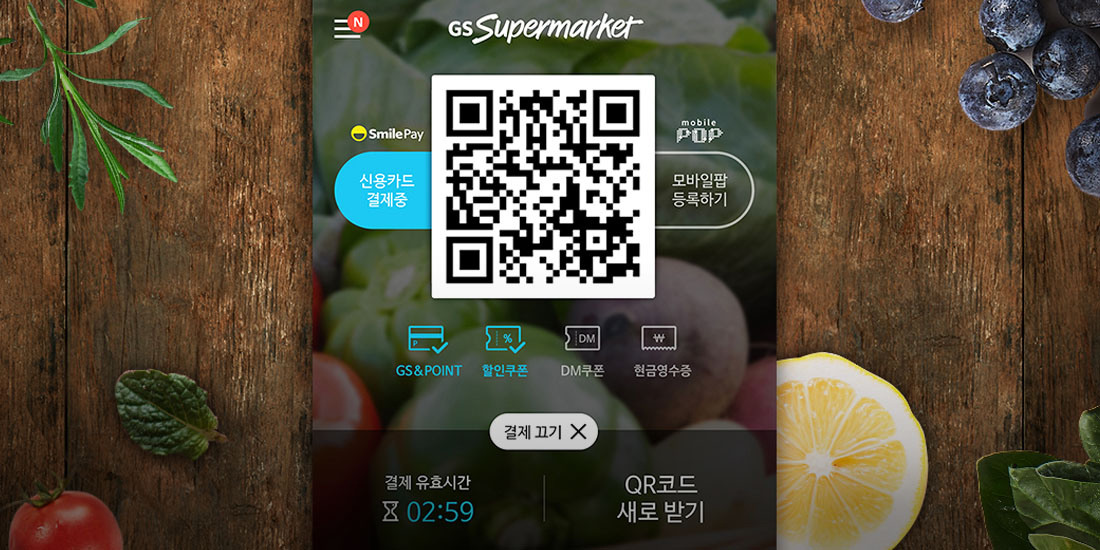 N
GS Supermarket
SmilePay
mobile
POP
신용카드
결제중
모바일팝
등록하기
P
%
DM
₩
GS&POINT
할인쿠폰
DM쿠폰
현금영수증
결제 끄기
결제 유효시간
02:59
QR코드
새로 받기